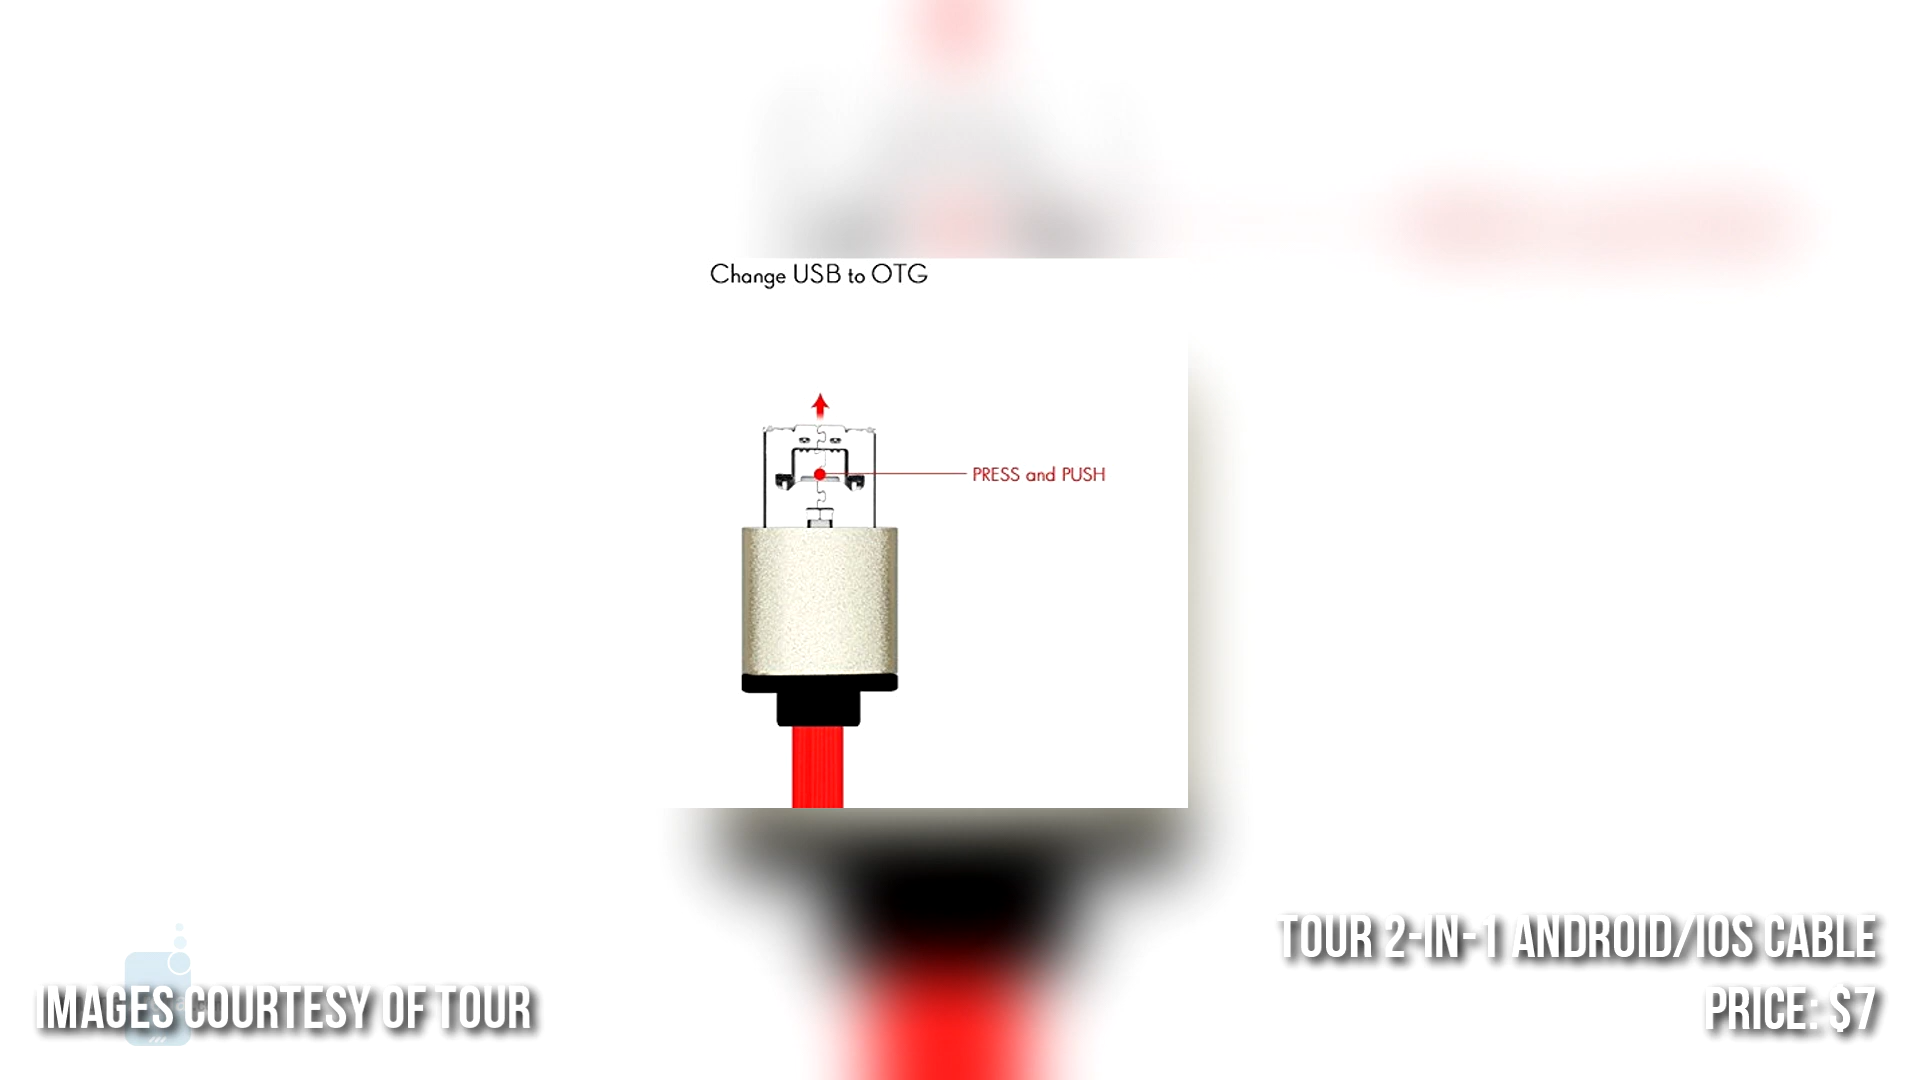 Change USB to OTG
PRESS and PUSH
TOUR 2-IN-1 ANDROID/IOS CABLE
IMAGES COURTESY OF TOUR
PRICE: $7